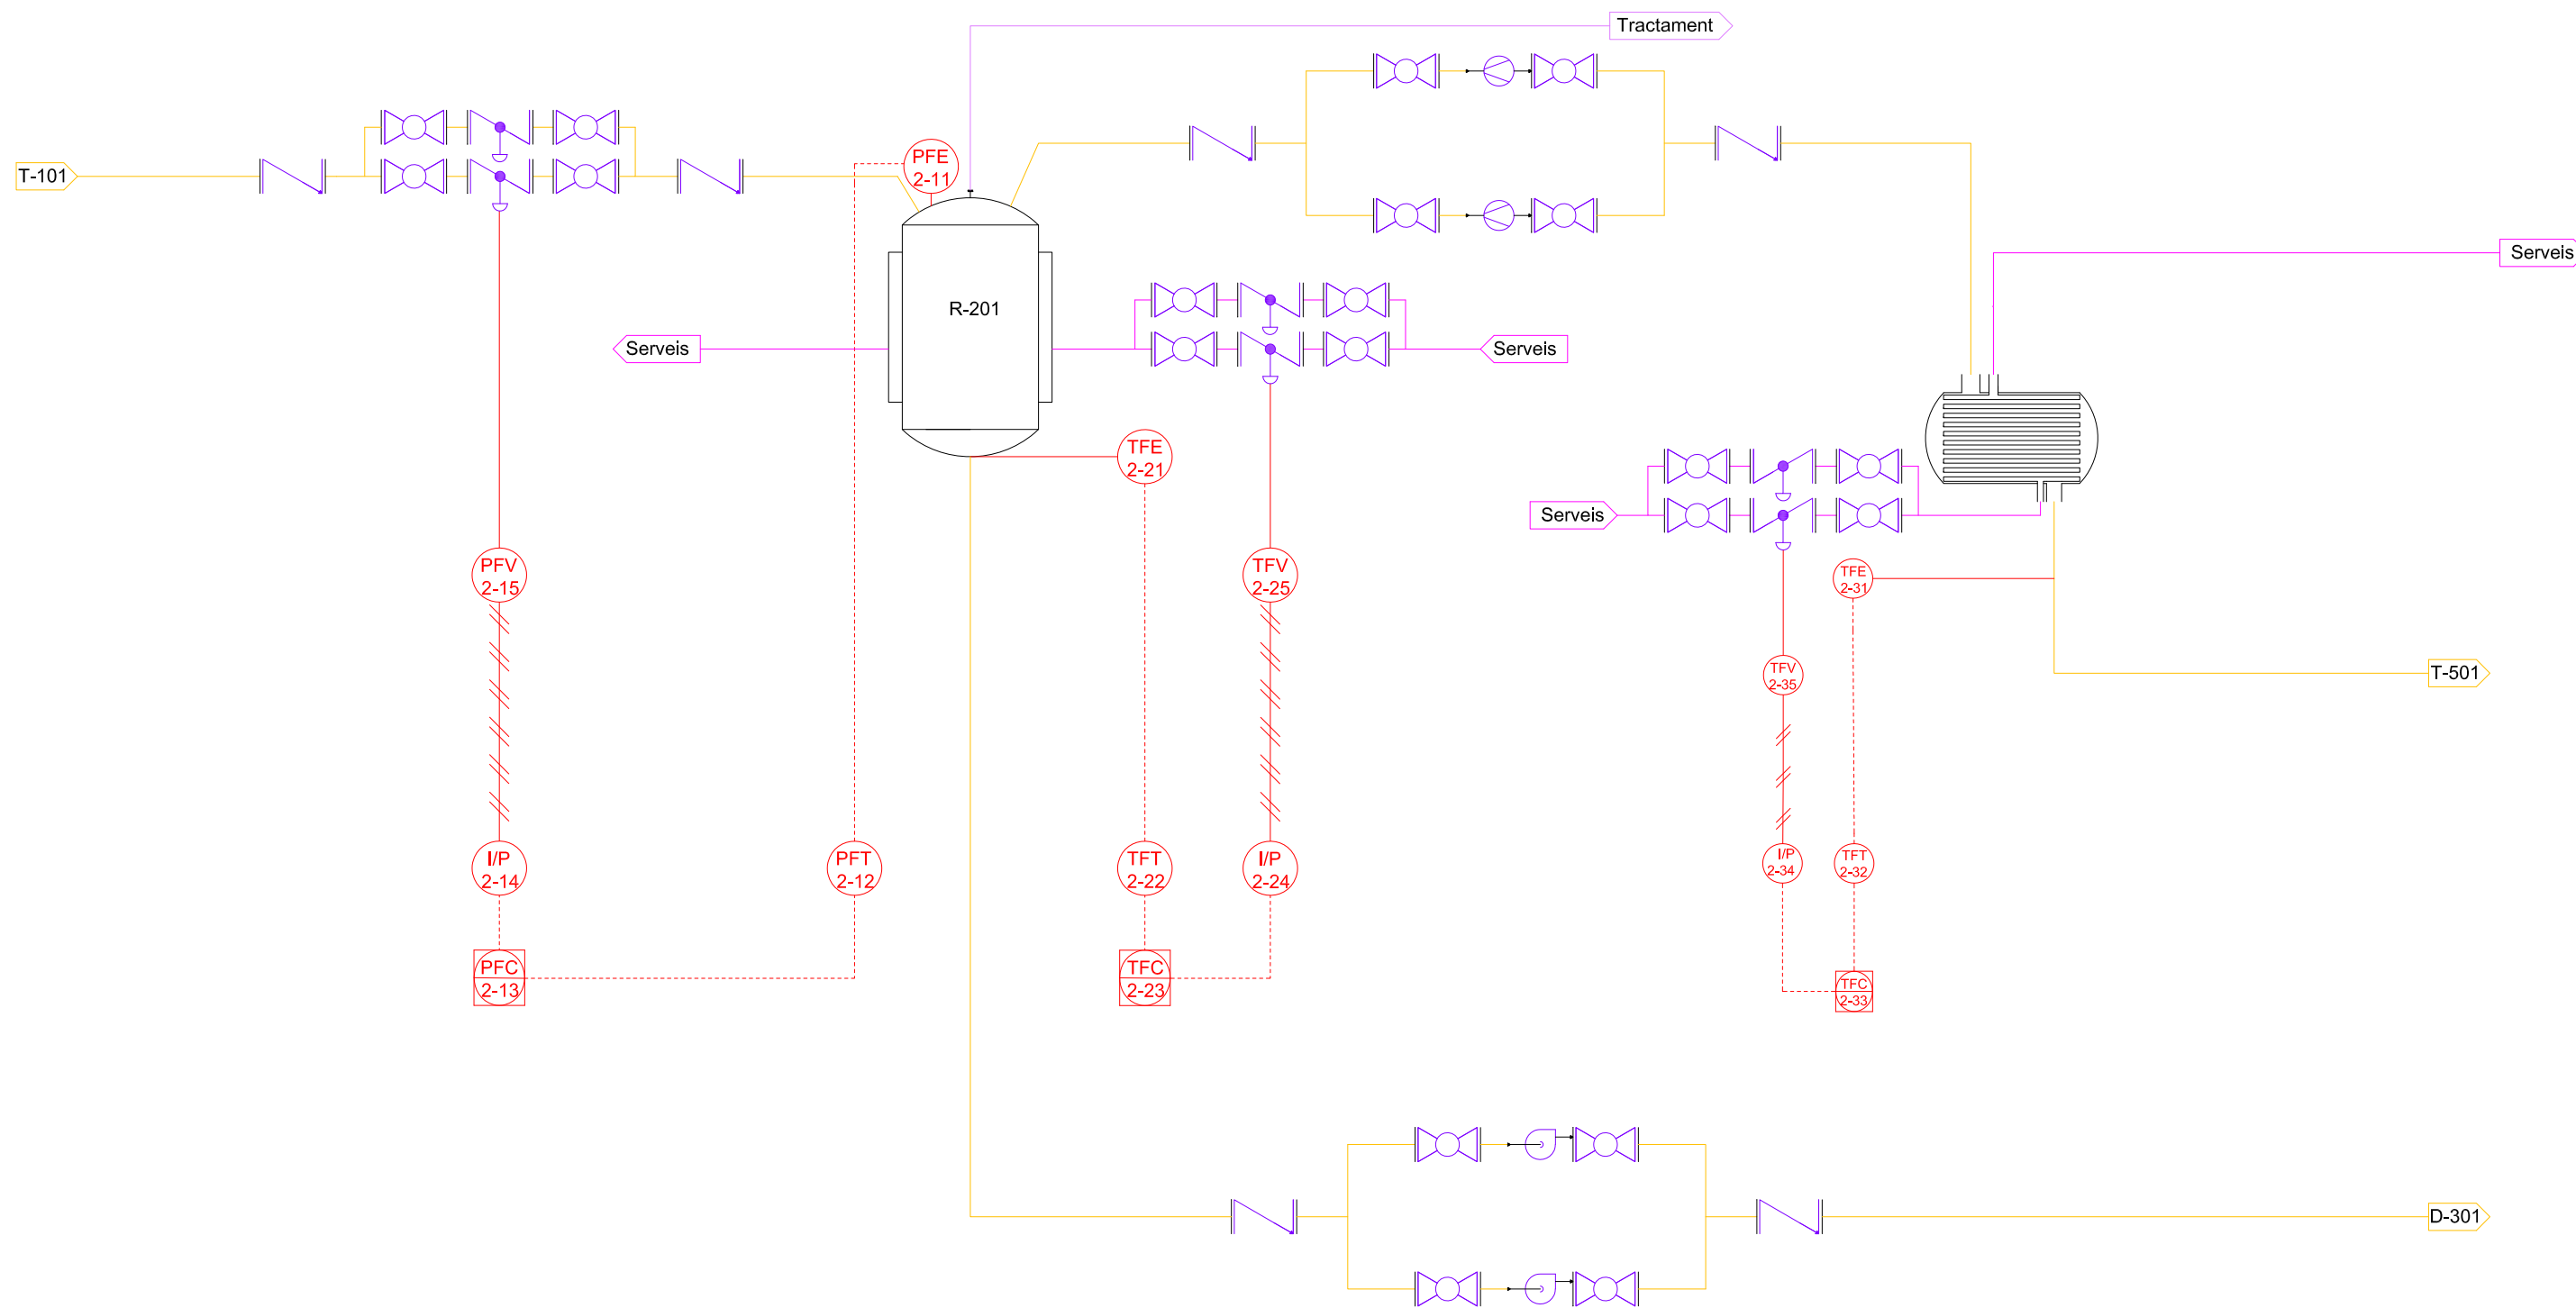 Tractament
PFE
2-11
T-101
Serveis
R-201
Serveis
Serveis
TFE
2-21
Serveis
PFV
2-15
TFV
2-25
TFE
2-31
TFV
2-35
T-501
I/P
2-14
PFT
2-12
TFT
2-22
I/P
2-24
I/P
2-34
TFT
2-32
PFC
2-13
TFC
2-23
TFC
2-33
D-301